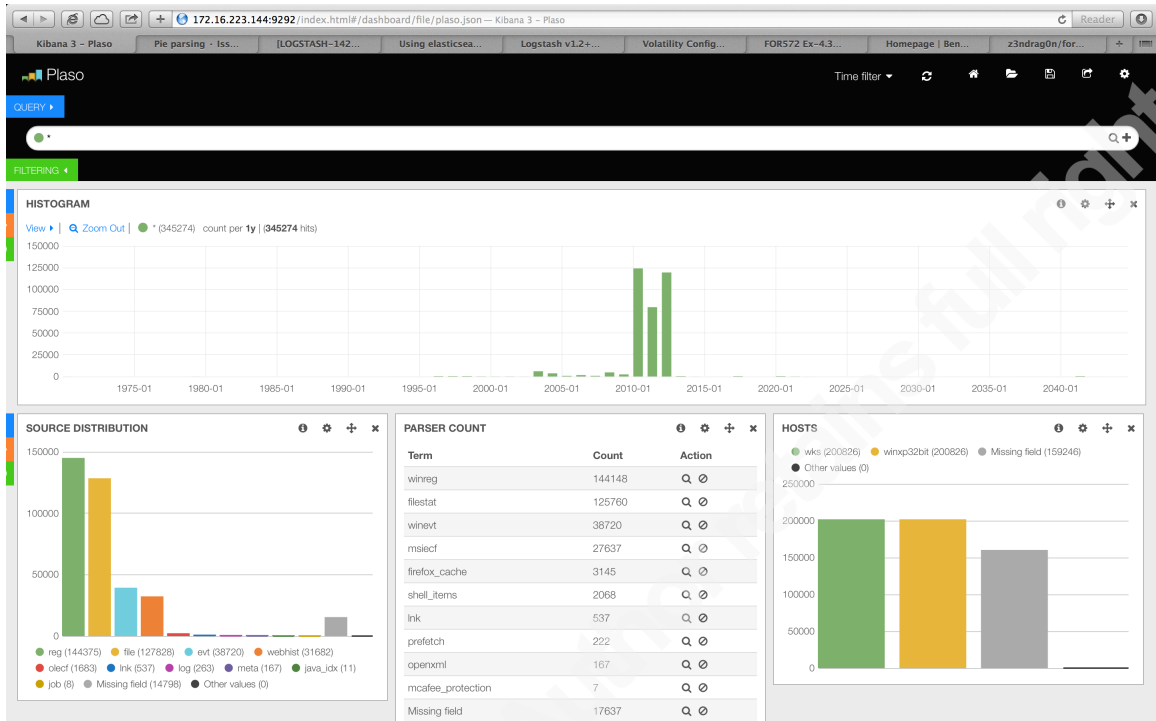 172.16.223.144:9292/index.html#/dashboard/file/plaso.json — Kibana 3 - Plaso
Reader
Kibana 3 - Plaso
Pie parsing · Iss...
[LOGSTASH-142...
Using elasticsea...
Logstash v1.2+...
Volatility Config...
FOR572 Ex-4.3...
Homepage | Ben...
z3ndrag0n/for...
Plaso
Time filter
QUERY
*
FILTERING
HISTOGRAM
View | Zoom Out | * (345274) count per 1y | (345274 hits)
150000
125000
100000
75000
50000
25000
0
1975-01 1980-01 1985-01 1990-01 1995-01 2000-01 2005-01 2010-01 2015-01 2020-01 2025-01 2030-01 2035-01 2040-01
SOURCE DISTRIBUTION
150000
100000
50000
0
reg (144375) file (127828) evt (38720) webhist (31682)
olecf (1683) lnk (537) log (263) meta (167) java_idx (11)
job (8) Missing field (14798) Other values (0)
PARSER COUNT
Term Count Action
winreg 144148
filestat 125760
winevt 38720
msiecf 27637
firefox_cache 3145
shell_items 2068
lnk 537
prefetch 222
openxml 167
mcafee_protection 7
Missing field 17637
HOSTS
wks (200826) winxp32bit (200826) Missing field (159246)
Other values (0)
250000
200000
150000
100000
50000
0
Author retains full right